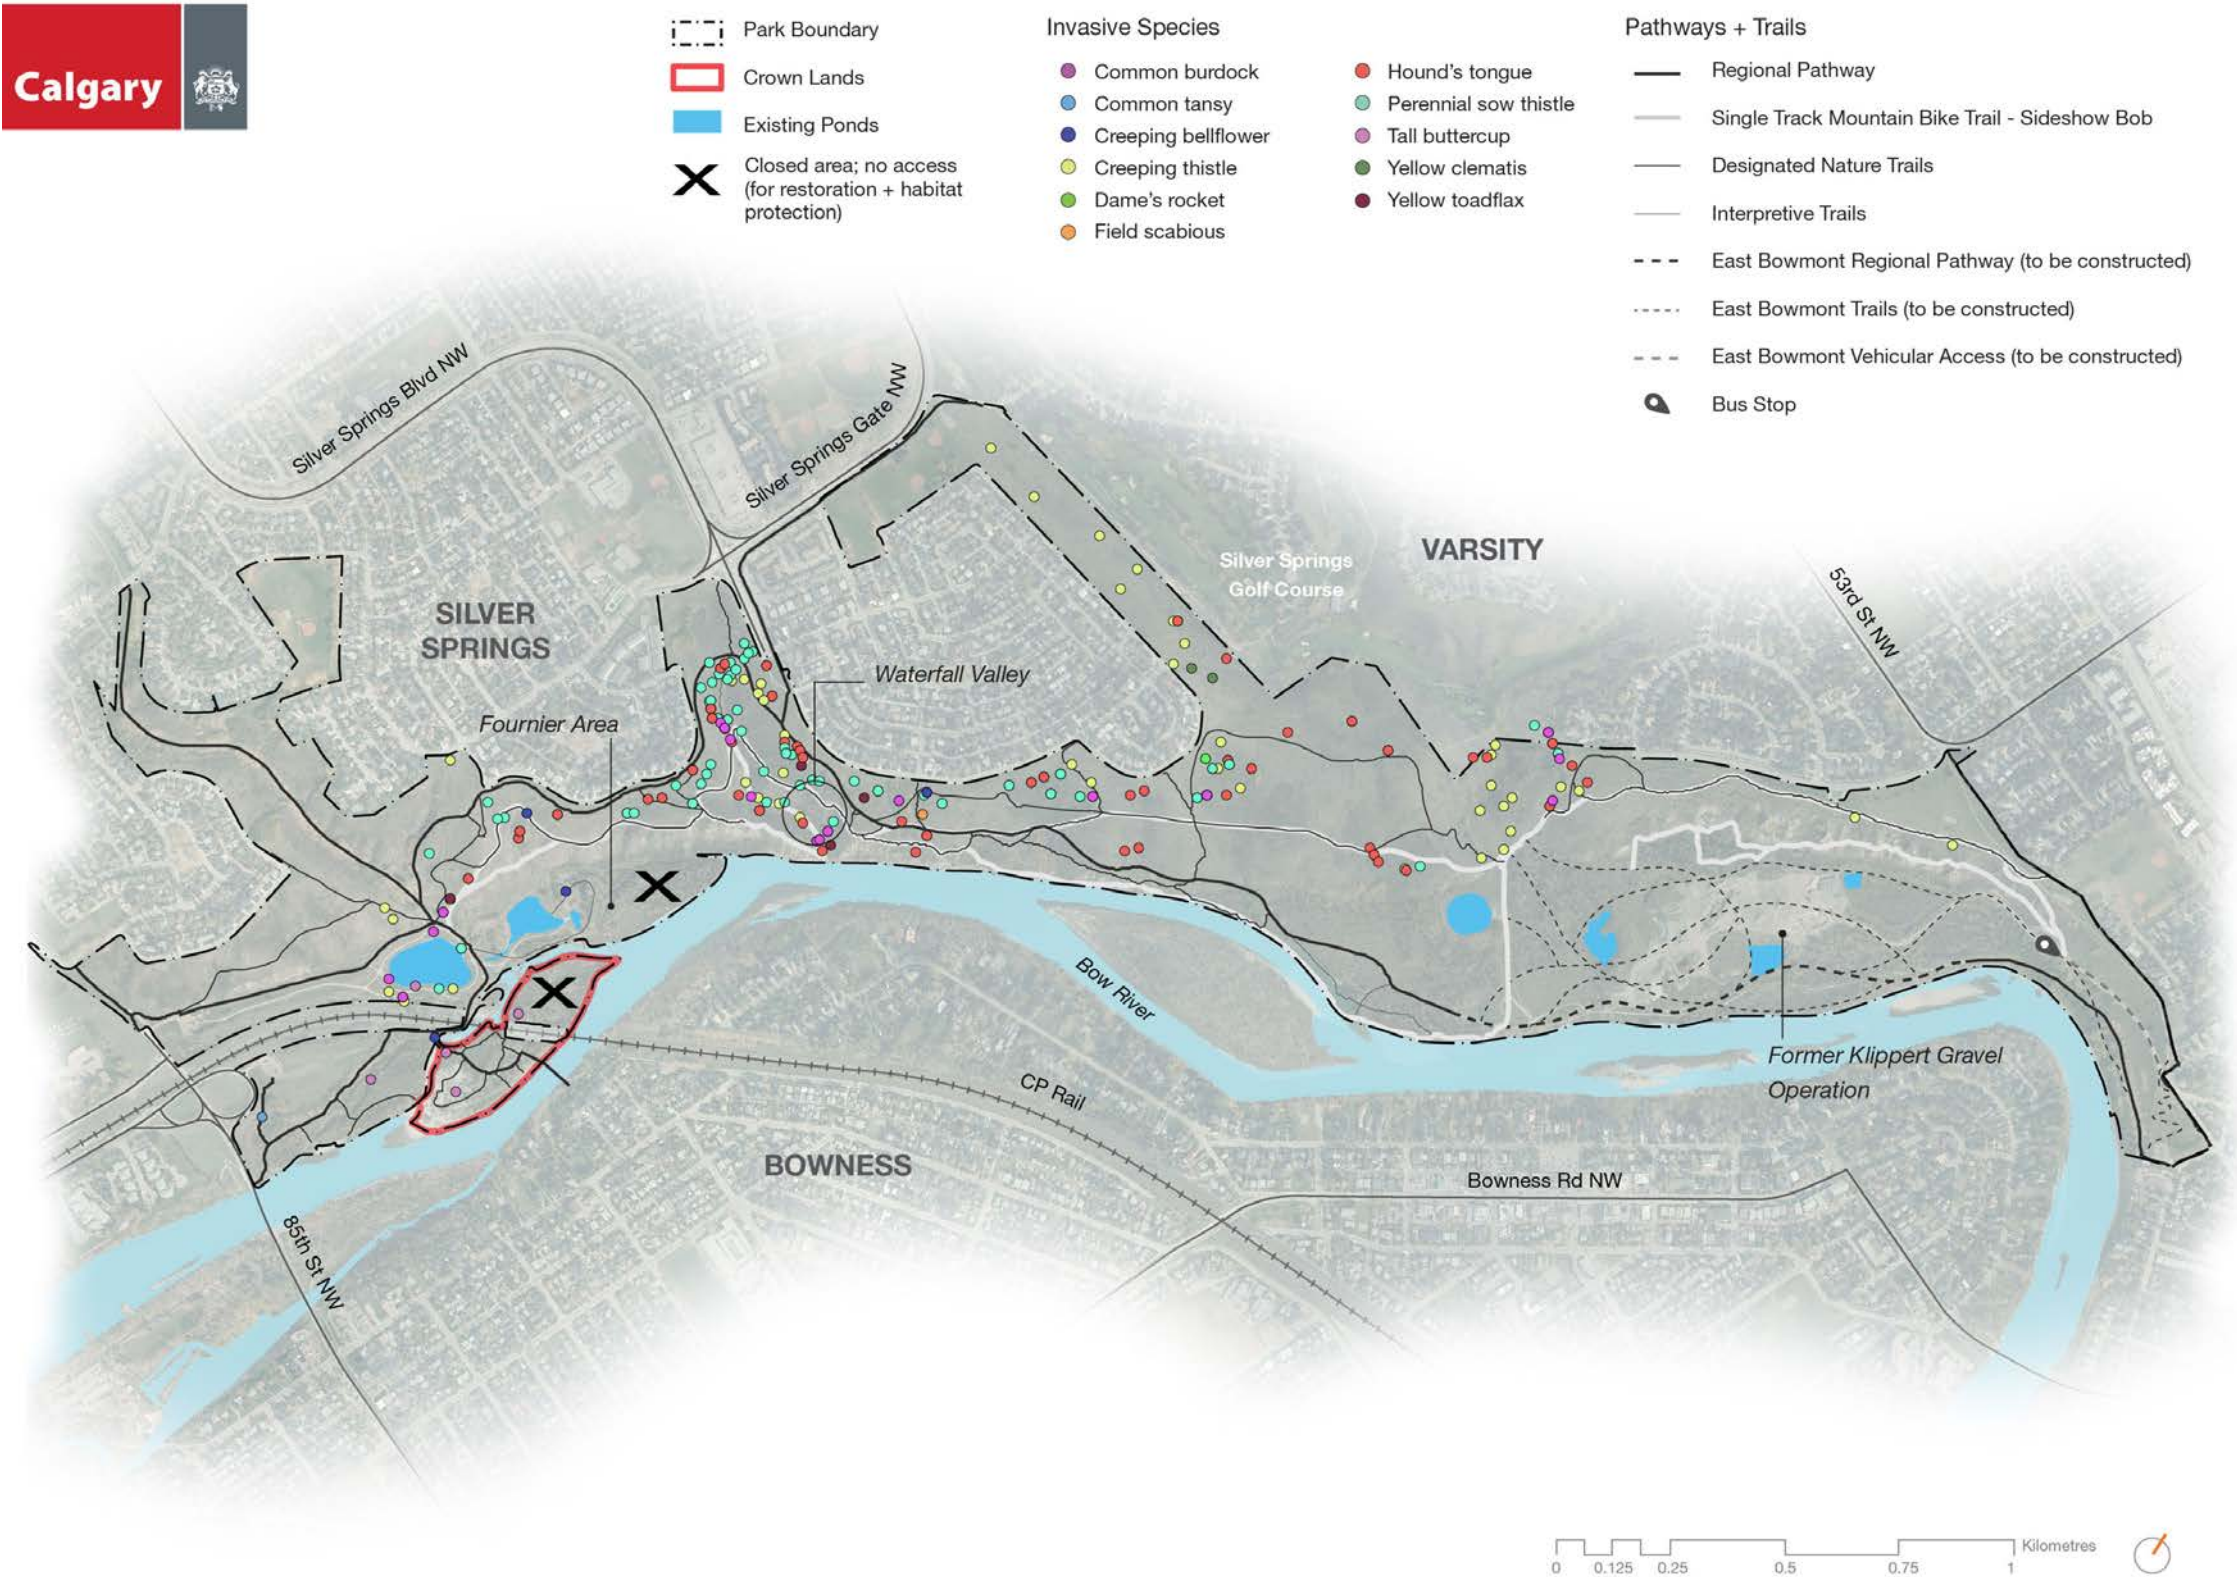 Calgary
Park Boundary
Crown Lands
Existing Ponds
Closed area; no access
(for restoration + habitat
protection)
Invasive Species
Common burdock
Common tansy
Creeping bellflower
Creeping thistle
Dame's rocket
Field scabious
Hound's tongue
Perennial sow thistle
Tall buttercup
Yellow clematis
Yellow toadflax
Pathways + Trails
Regional Pathway
Single Track Mountain Bike Trail - Sideshow Bob
Designated Nature Trails
Interpretive Trails
East Bowmont Regional Pathway (to be constructed)
East Bowmont Trails (to be constructed)
East Bowmont Vehicular Access (to be constructed)
Bus Stop
Silver Springs Blvd NW
Silver Springs Gate NW
Silver Springs
Golf Course
VARSITY
53rd St NW
SILVER
SPRINGS
Waterfall Valley
Fournier Area
Bow River
CP Rail
Former Klippert Gravel
Operation
BOWNESS
Bowness Rd NW
85th St NW
Kilometres
0 0.125 0.25 0.5 0.75 1